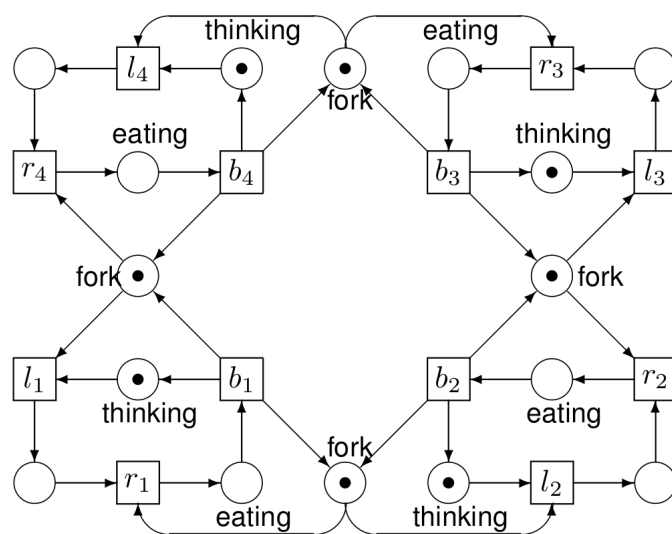 thinking
eating
l₄
r₃
fork
eating
thinking
r₄
b₄
b₃
l₃
fork
fork
l₁
b₁
b₂
r₂
thinking
eating
fork
r₁
l₂
eating
thinking